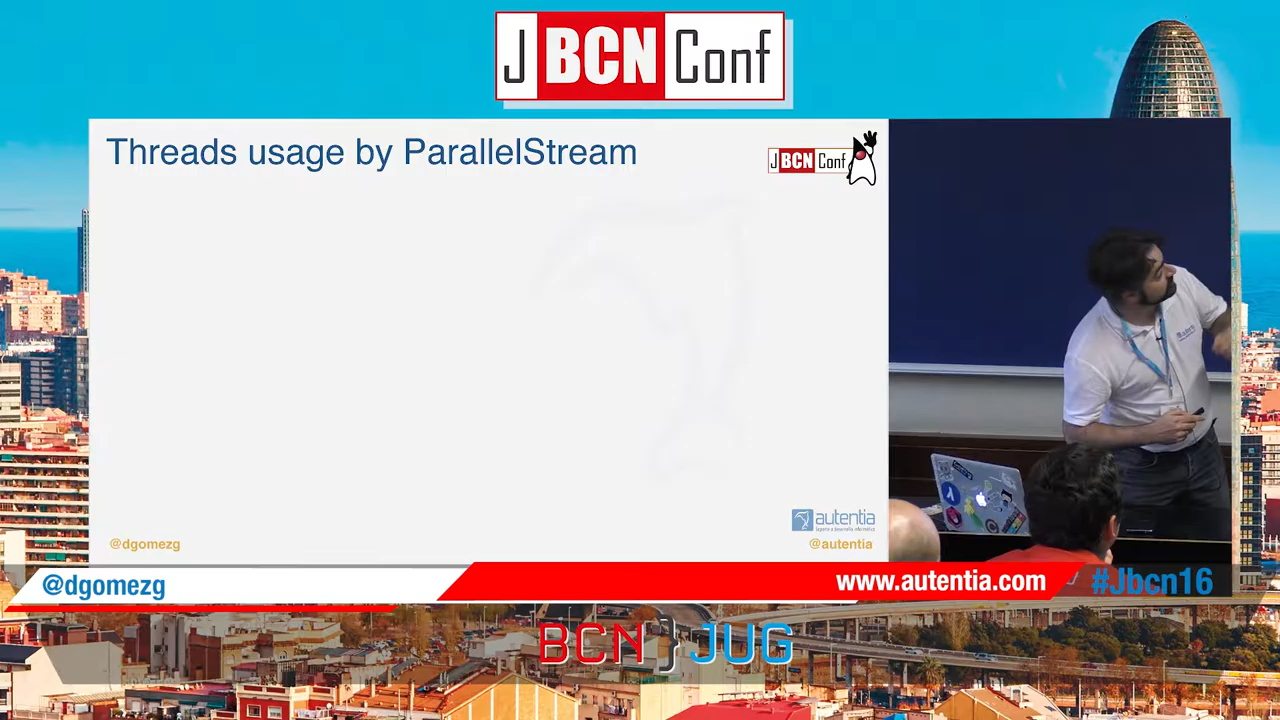 J BCN Conf
Threads usage by ParallelStream
J BCN Conf
autentia
@dgomezg
@autentia
@dgomezg
www.autentia.com
#Jbcn16
BCN JUG